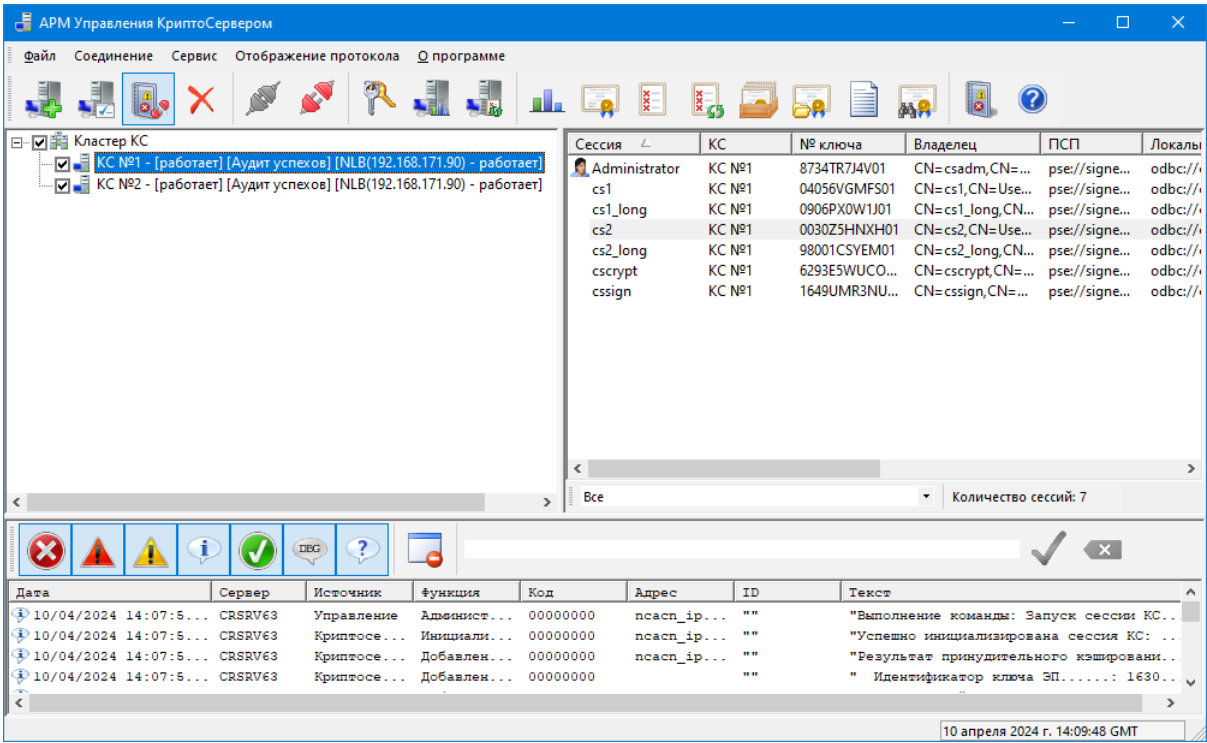 АРМ Управления КриптоСервером
Файл Соединение Сервис Отображение протокола О программе
Кластер КС
КС №1 - [работает] [Аудит успехов] [NLB(192.168.171.90) - работает]
КС №2 - [работает] [Аудит успехов] [NLB(192.168.171.90) - работает]
Сессия КС № ключа Владелец ПСП Локалы
Administrator КС №1 8734TR7J4V01 CN=csadm,CN=... pse://signe... odbc://
cs1 КС №1 04056VGMFS01 CN=cs1,CN=Use... pse://signe... odbc://
cs1_long КС №1 0906PX0W1J01 CN=cs1_long,CN... pse://signe... odbc://
cs2 КС №1 0030Z5HNXH01 CN=cs2,CN=Use... pse://signe... odbc://
cs2_long КС №1 98001CSYEM01 CN=cs2_long,CN... pse://signe... odbc://
cscrypt КС №1 6293E5WUCO... CN=cscrypt,CN=... pse://signe... odbc://
cssign КС №1 1649UMR3NU... CN=cssign,CN=... pse://signe... odbc://
Все Количество сессий: 7
DBG
Дата Сервер Источник Функция Код Адрес ID Текст
10/04/2024 14:07:5... CRSRV63 Управление Админист... 00000000 ncacn_ip... "" "Выполнение команды: Запуск сессии КС...
10/04/2024 14:07:5... CRSRV63 Криптосе... Инициали... 00000000 ncacn_ip... "" "Успешно инициализирована сессия КС: ...
10/04/2024 14:07:5... CRSRV63 Криптосе... Добавлен... 00000000 ncacn_ip... "" "Результат принудительного кэшировани...
10/04/2024 14:07:5... CRSRV63 Криптосе... Добавлен... 00000000 "" " Идентификатор ключа ЭП......: 1630...
10 апреля 2024 г. 14:09:48 GMT